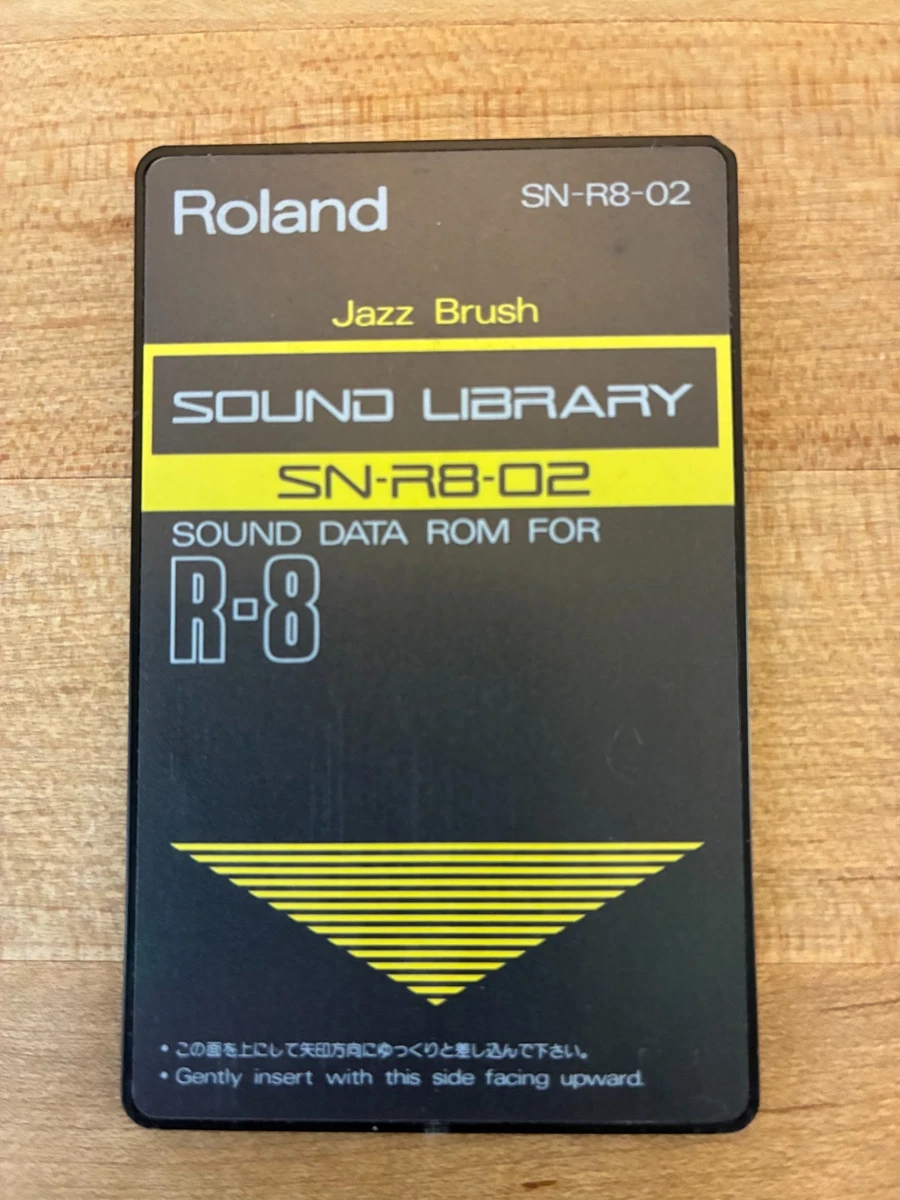 Roland
SN-R8-02
Jazz Brush
SOUND LIBRARY
SN-R8-02
SOUND DATA ROM FOR
R-8
• この面を上にして矢印方向にゆっくりと差し込んで下さい。
• Gently insert with this side facing upward.